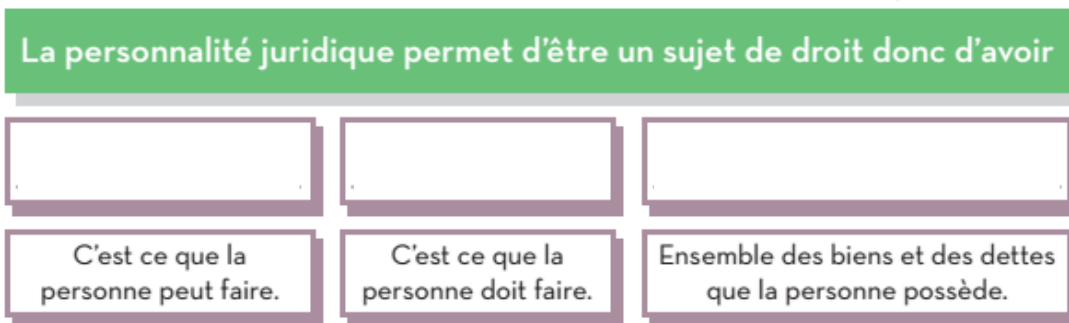 La personnalité juridique permet d'être un sujet de droit donc d'avoir
C'est ce que la
personne peut faire.
C'est ce que la
personne doit faire.
Ensemble des biens et des dettes
que la personne possède.